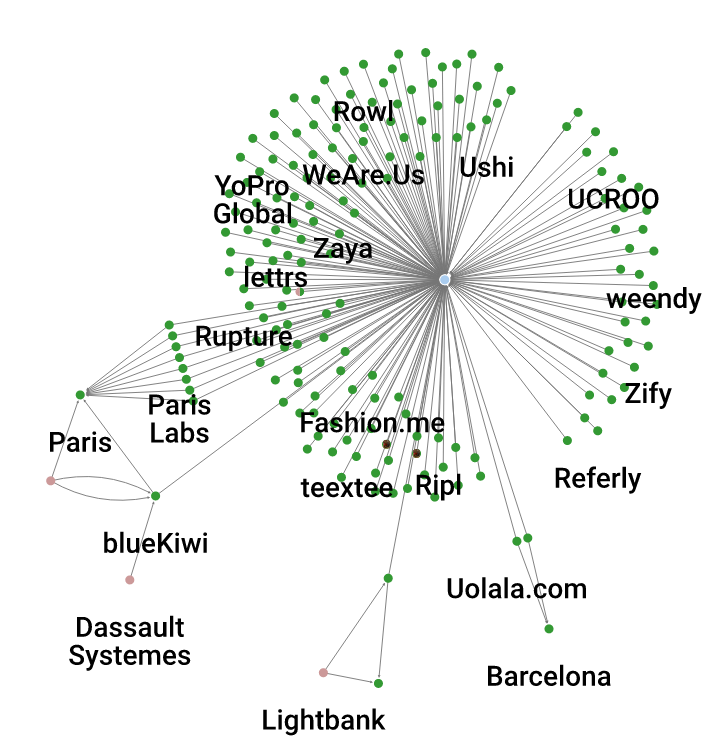 Rowl
Ushi
WeAre.Us
YoPro
Global
UCROO
Zaya
lettrs
weendy
Rupture
Zify
Paris
Labs
Fashion.me
Paris
Referly
teextee
Ripl
blueKiwi
Uolala.com
Dassault
Systemes
Barcelona
Lightbank